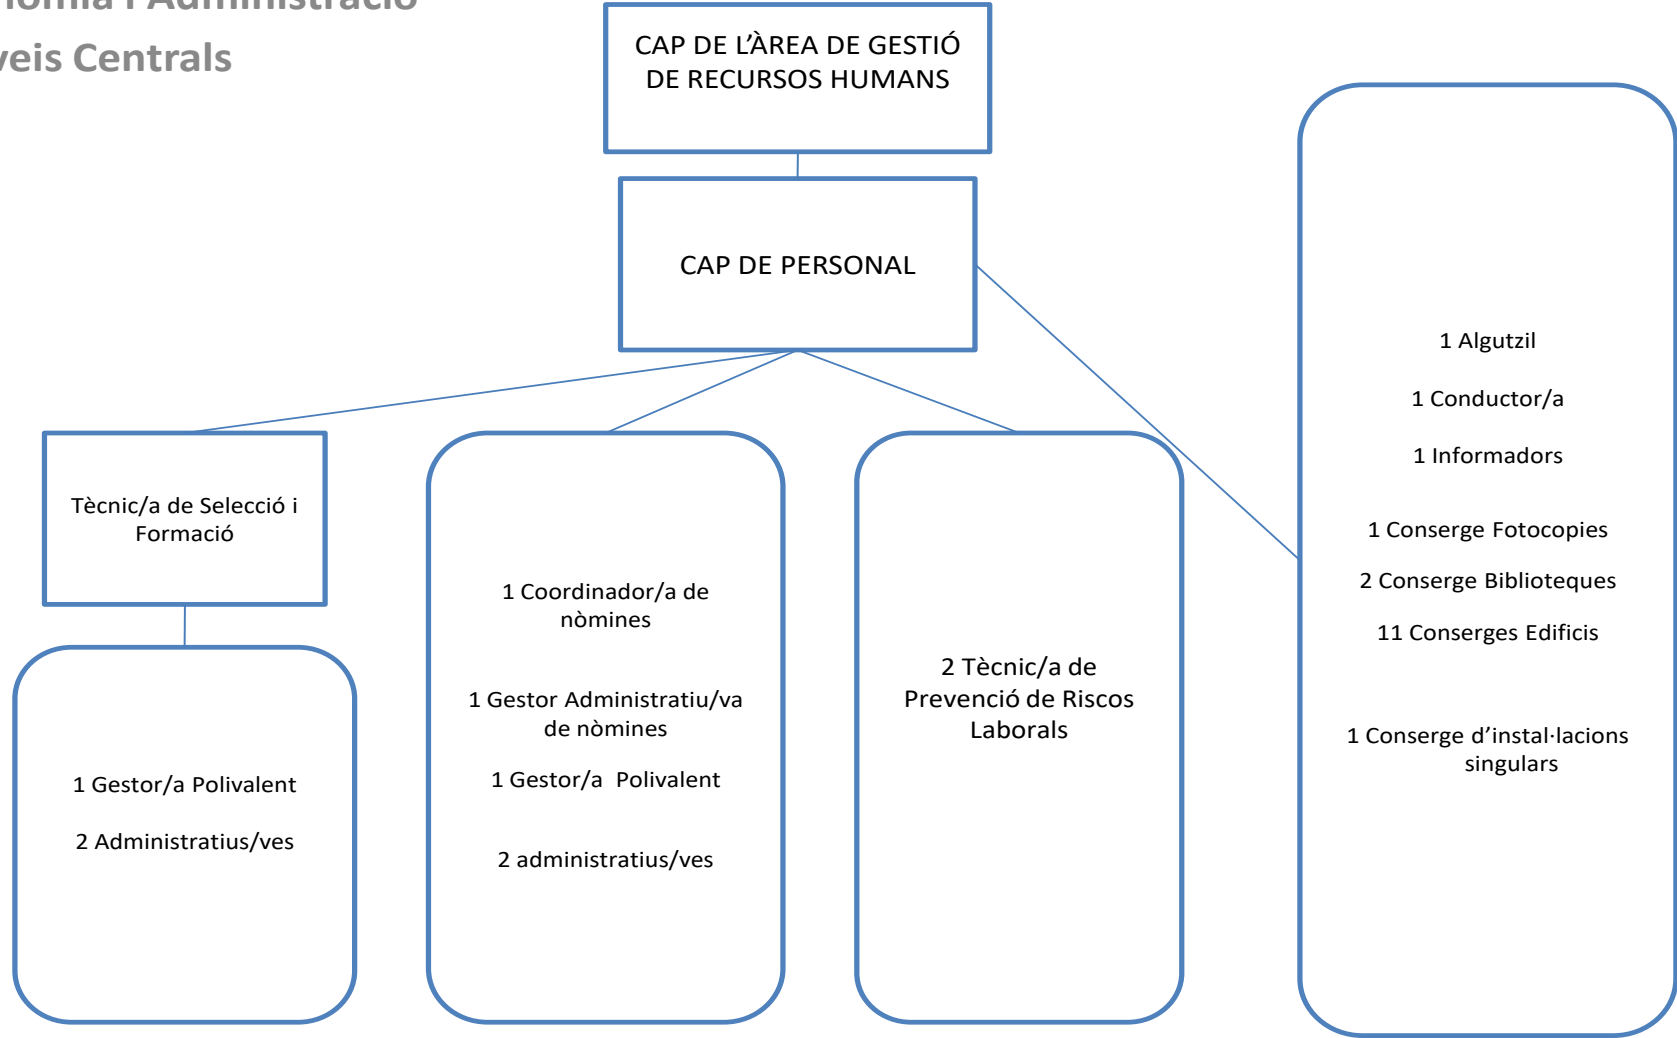 i Administració
Centrals
CAP DE L'ÀREA DE GESTIÓ
DE RECURSOS HUMANS
CAP DE PERSONAL
Tècnic/a de Selecció i
Formació
1 Gestor/a Polivalent
2 Administratius/ves
1 Coordinador/a de
nòmines
1 Gestor Administratiu/va
de nòmines
1 Gestor/a  Polivalent
2 administratius/ves
2 Tècnic/a de
Prevenció de Riscos
Laborals
1 Algutzil
1 Conductor/a
1 Informadors
1 Conserge Fotocopies
2 Conserge Biblioteques
11 Conserges Edificis
1 Conserge d’instal·lacions
singulars